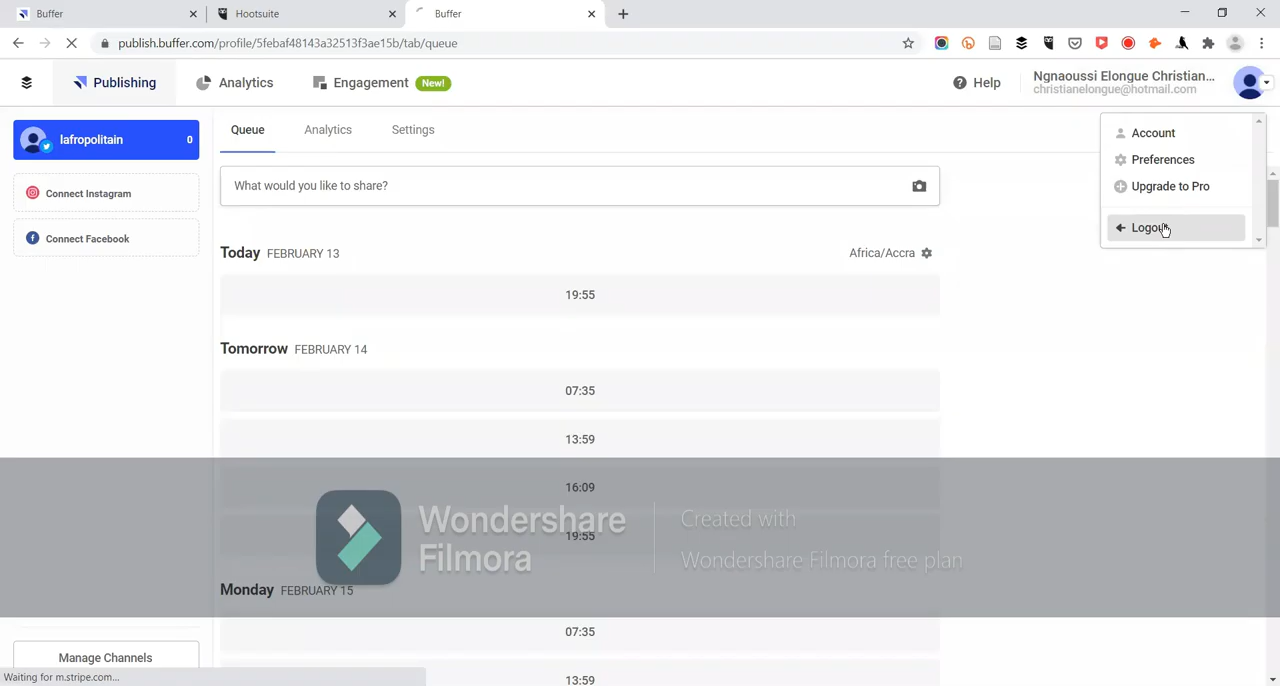 Buffer
Hootsuite
Buffer
publish.buffer.com/profile/5febaf48143a32513f3ae15b/tab/queue
Publishing
Analytics
Engagement New!
Help
Ngnaoussi Elongue Christian...
christianelongue@hotmail.com
lafropolitain 0
Connect Instagram
Connect Facebook
Manage Channels
Queue
Analytics
Settings
What would you like to share?
Account
Preferences
Upgrade to Pro
Logout
Today FEBRUARY 13
Africa/Accra
19:55
Tomorrow FEBRUARY 14
07:35
13:59
16:09
19:55
Monday FEBRUARY 15
07:35
13:59
Wondershare
Filmora
Created with
Wondershare Filmora free plan
Waiting for m.stripe.com...